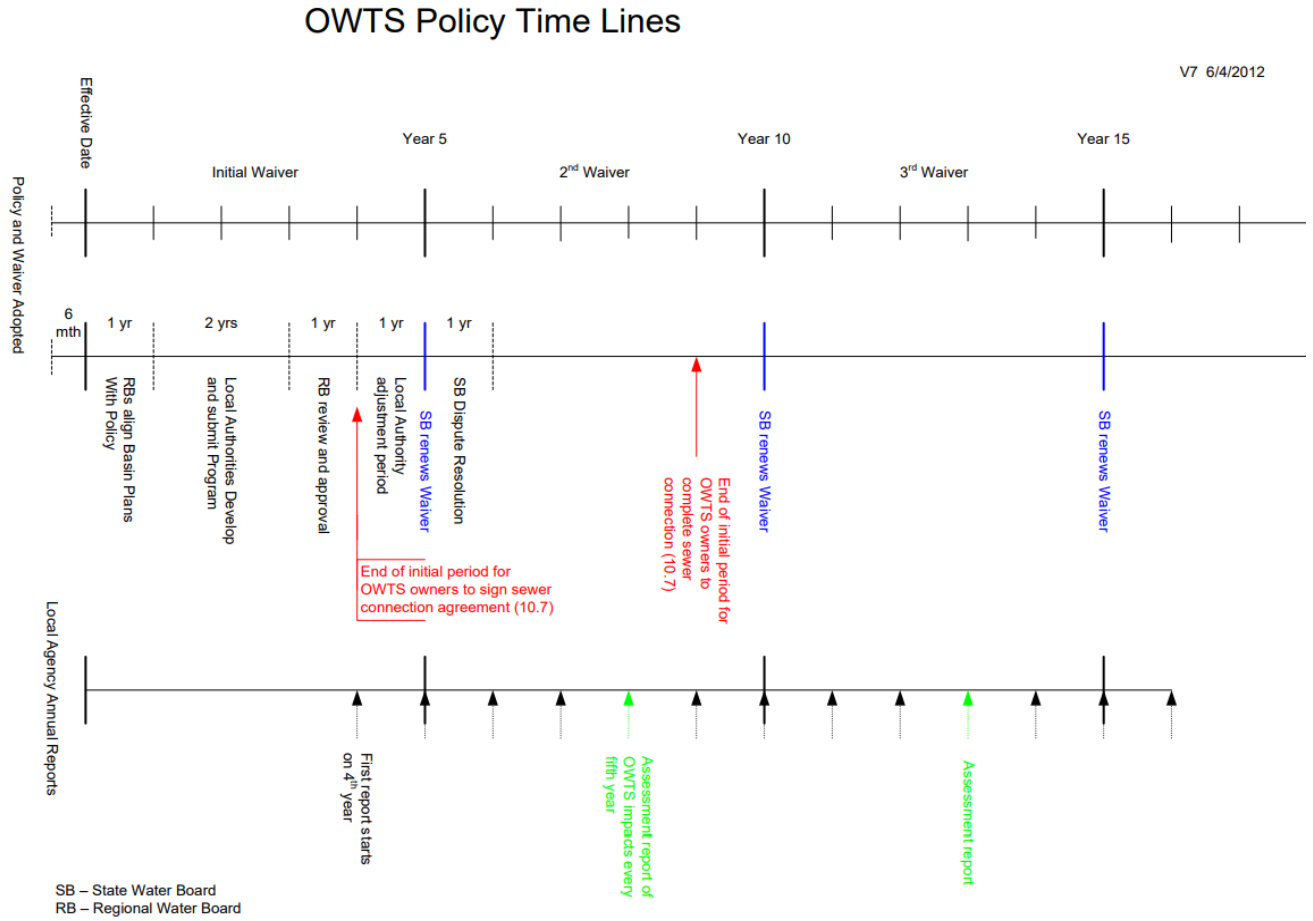 OWTS Policy Time Lines
V7 6/4/2012
Effective Date
Year 5
Year 10
Year 15
Initial Waiver
2nd Waiver
3rd Waiver
Policy and Waiver Adopted
6
mth
1 yr
2 yrs
1 yr
1 yr
1 yr
RBs align Basin Plans
With Policy
Local Authorities Develop
and submit Program
RB review and approval
Local Authority
adjustment period
SB renews Waiver
SB Dispute Resolution
End of initial period for
OWTS owners to
complete sewer
connection (10.7)
SB renews Waiver
SB renews Waiver
End of initial period for
OWTS owners to sign sewer
connection agreement (10.7)
Local Agency Annual Reports
First report starts
on 4th year
Assessment report of
OWTS impacts every
fifth year
Assessment report
SB – State Water Board
RB – Regional Water Board